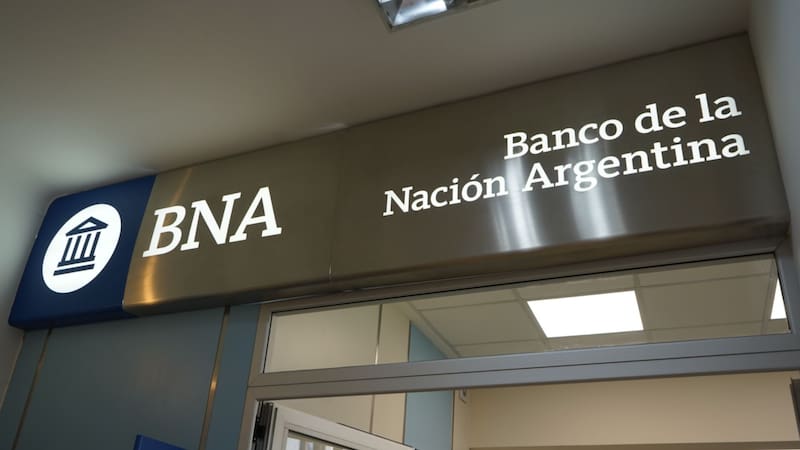 BNA
Banco de la
Nación Argentina